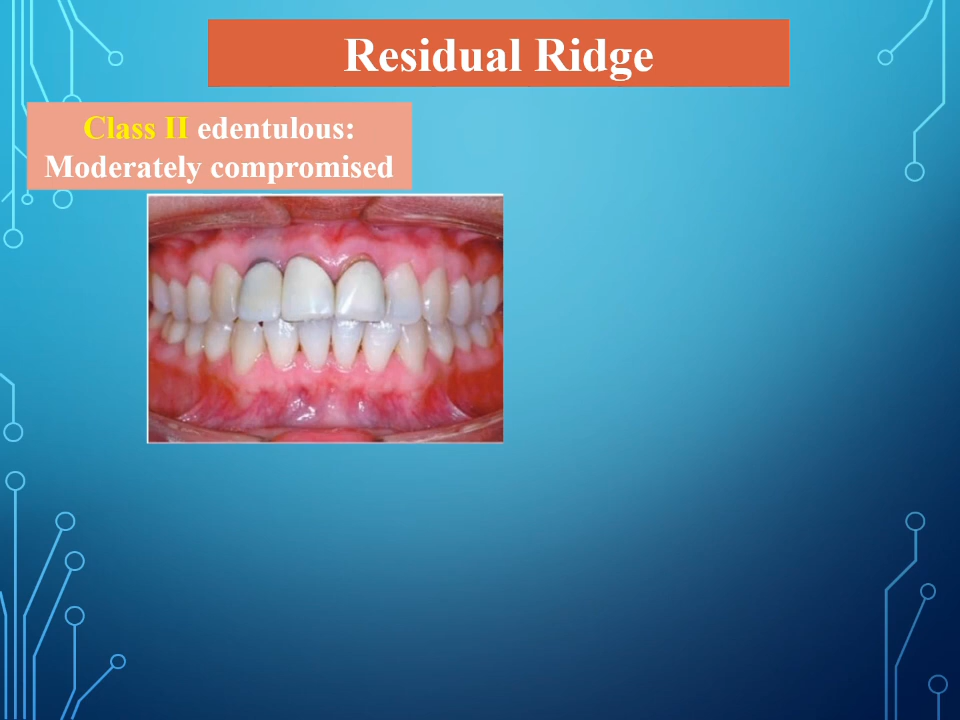 Residual Ridge
Class II edentulous:
Moderately compromised